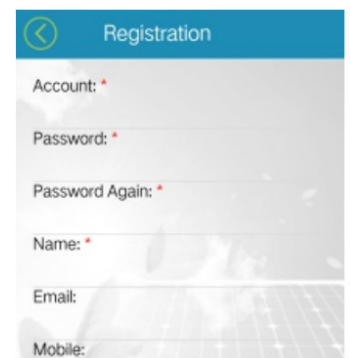 Registration
Account: *
Password: *
Password Again: *
Name: *
Email:
Mobile: